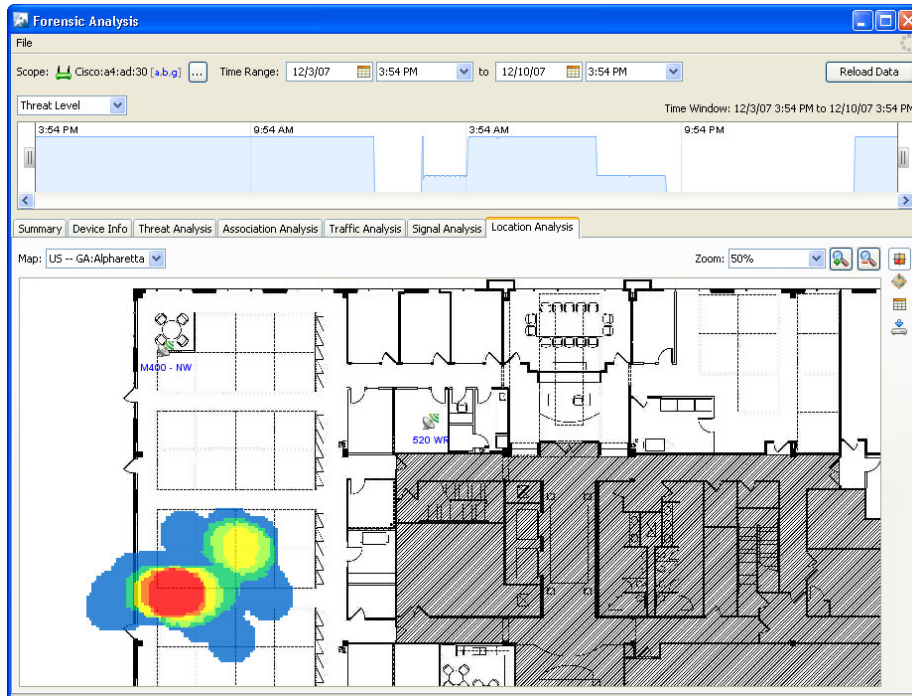 Forensic Analysis
File
Scope: Cisco:a4:ad:30 [a,b,g] ... Time Range: 12/3/07 3:54 PM to 12/10/07 3:54 PM Reload Data
Threat Level Time Window: 12/3/07 3:54 PM to 12/10/07 3:54 PM
3:54 PM 9:54 AM 3:54 AM 9:54 PM
Summary Device Info Threat Analysis Association Analysis Traffic Analysis Signal Analysis Location Analysis
Map: US -- GA:Alpharetta Zoom: 50%
M400 - NW
520 WR